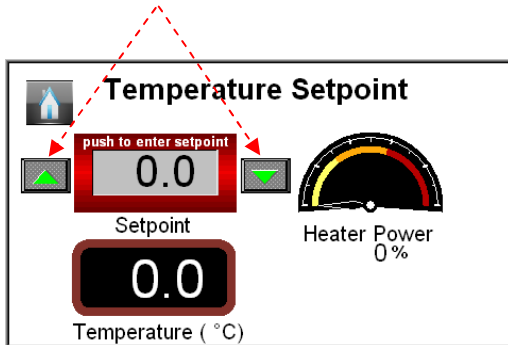 Temperature Setpoint
push to enter setpoint
0.0
Setpoint
Heater Power
0%
0.0
Temperature ( °C)